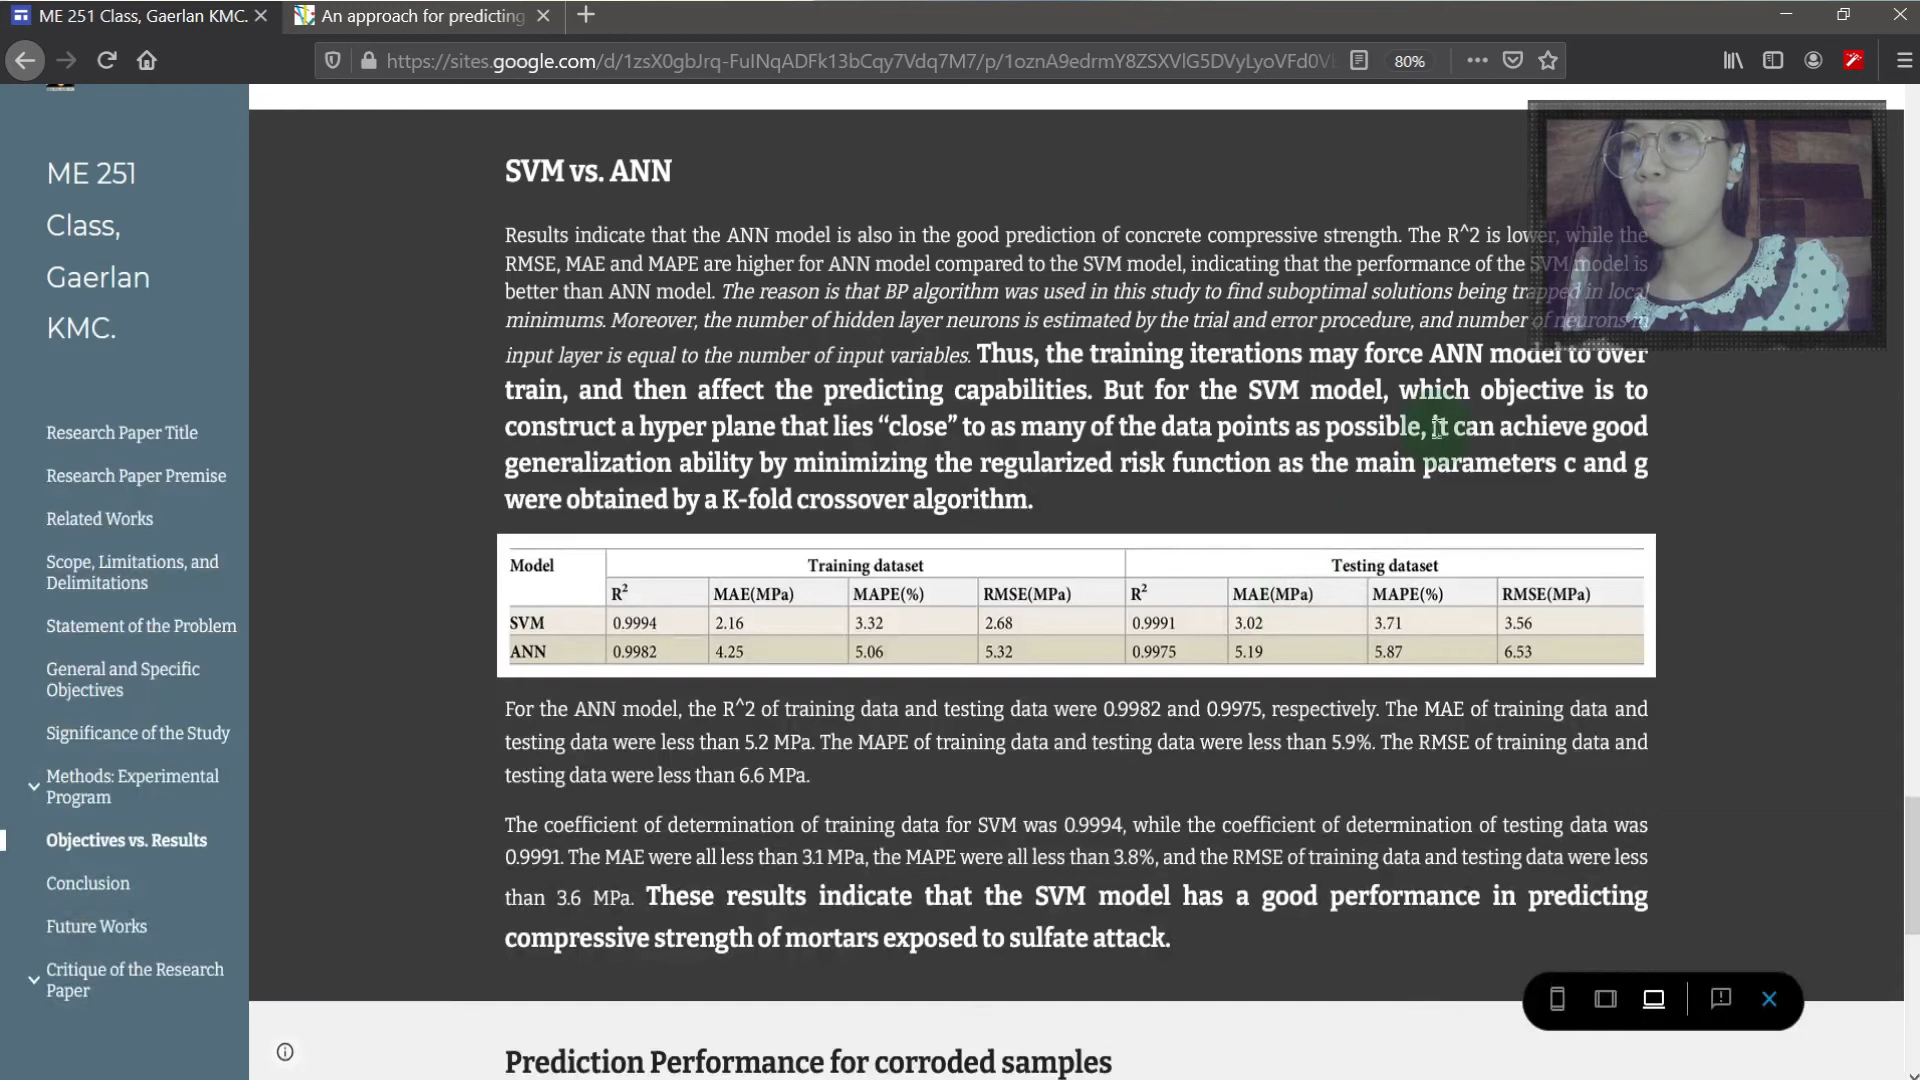 ME 251 Class, Gaerlan KMC.
An approach for predicting
https://sites.google.com/d/1zsX0gbJrq-FuINqADFk13bCqy7Vdq7M7/p/1oznA9edrmY8ZSXVlG5DVyLyoVFd0V
80%
ME 251
Class,
Gaerlan
KMC.
Research Paper Title
Research Paper Premise
Related Works
Scope, Limitations, and
Delimitations
Statement of the Problem
General and Specific
Objectives
Significance of the Study
Methods: Experimental
Program
Objectives vs. Results
Conclusion
Future Works
Critique of the Research
Paper
SVM vs. ANN
Results indicate that the ANN model is also in the good prediction of concrete compressive strength. The R^2 is lower, while the
RMSE, MAE and MAPE are higher for ANN model compared to the SVM model, indicating that the performance of the SVM model is
better than ANN model. The reason is that BP algorithm was used in this study to find suboptimal solutions being trapped in local
minimums. Moreover, the number of hidden layer neurons is estimated by the trial and error procedure, and number of neurons in
input layer is equal to the number of input variables. Thus, the training iterations may force ANN model to over
train, and then affect the predicting capabilities. But for the SVM model, which objective is to
construct a hyper plane that lies “close” to as many of the data points as possible, it can achieve good
generalization ability by minimizing the regularized risk function as the main parameters c and g
were obtained by a K-fold crossover algorithm.
Model Training dataset Testing dataset
R² MAE(MPa) MAPE(%) RMSE(MPa) R² MAE(MPa) MAPE(%) RMSE(MPa)
SVM 0.9994 2.16 3.32 2.68 0.9991 3.02 3.71 3.56
ANN 0.9982 4.25 5.06 5.32 0.9975 5.19 5.87 6.53
For the ANN model, the R^2 of training data and testing data were 0.9982 and 0.9975, respectively. The MAE of training data and
testing data were less than 5.2 MPa. The MAPE of training data and testing data were less than 5.9%. The RMSE of training data and
testing data were less than 6.6 MPa.
The coefficient of determination of training data for SVM was 0.9994, while the coefficient of determination of testing data was
0.9991. The MAE were all less than 3.1 MPa, the MAPE were all less than 3.8%, and the RMSE of training data and testing data were less
than 3.6 MPa. These results indicate that the SVM model has a good performance in predicting
compressive strength of mortars exposed to sulfate attack.
Prediction Performance for corroded samples